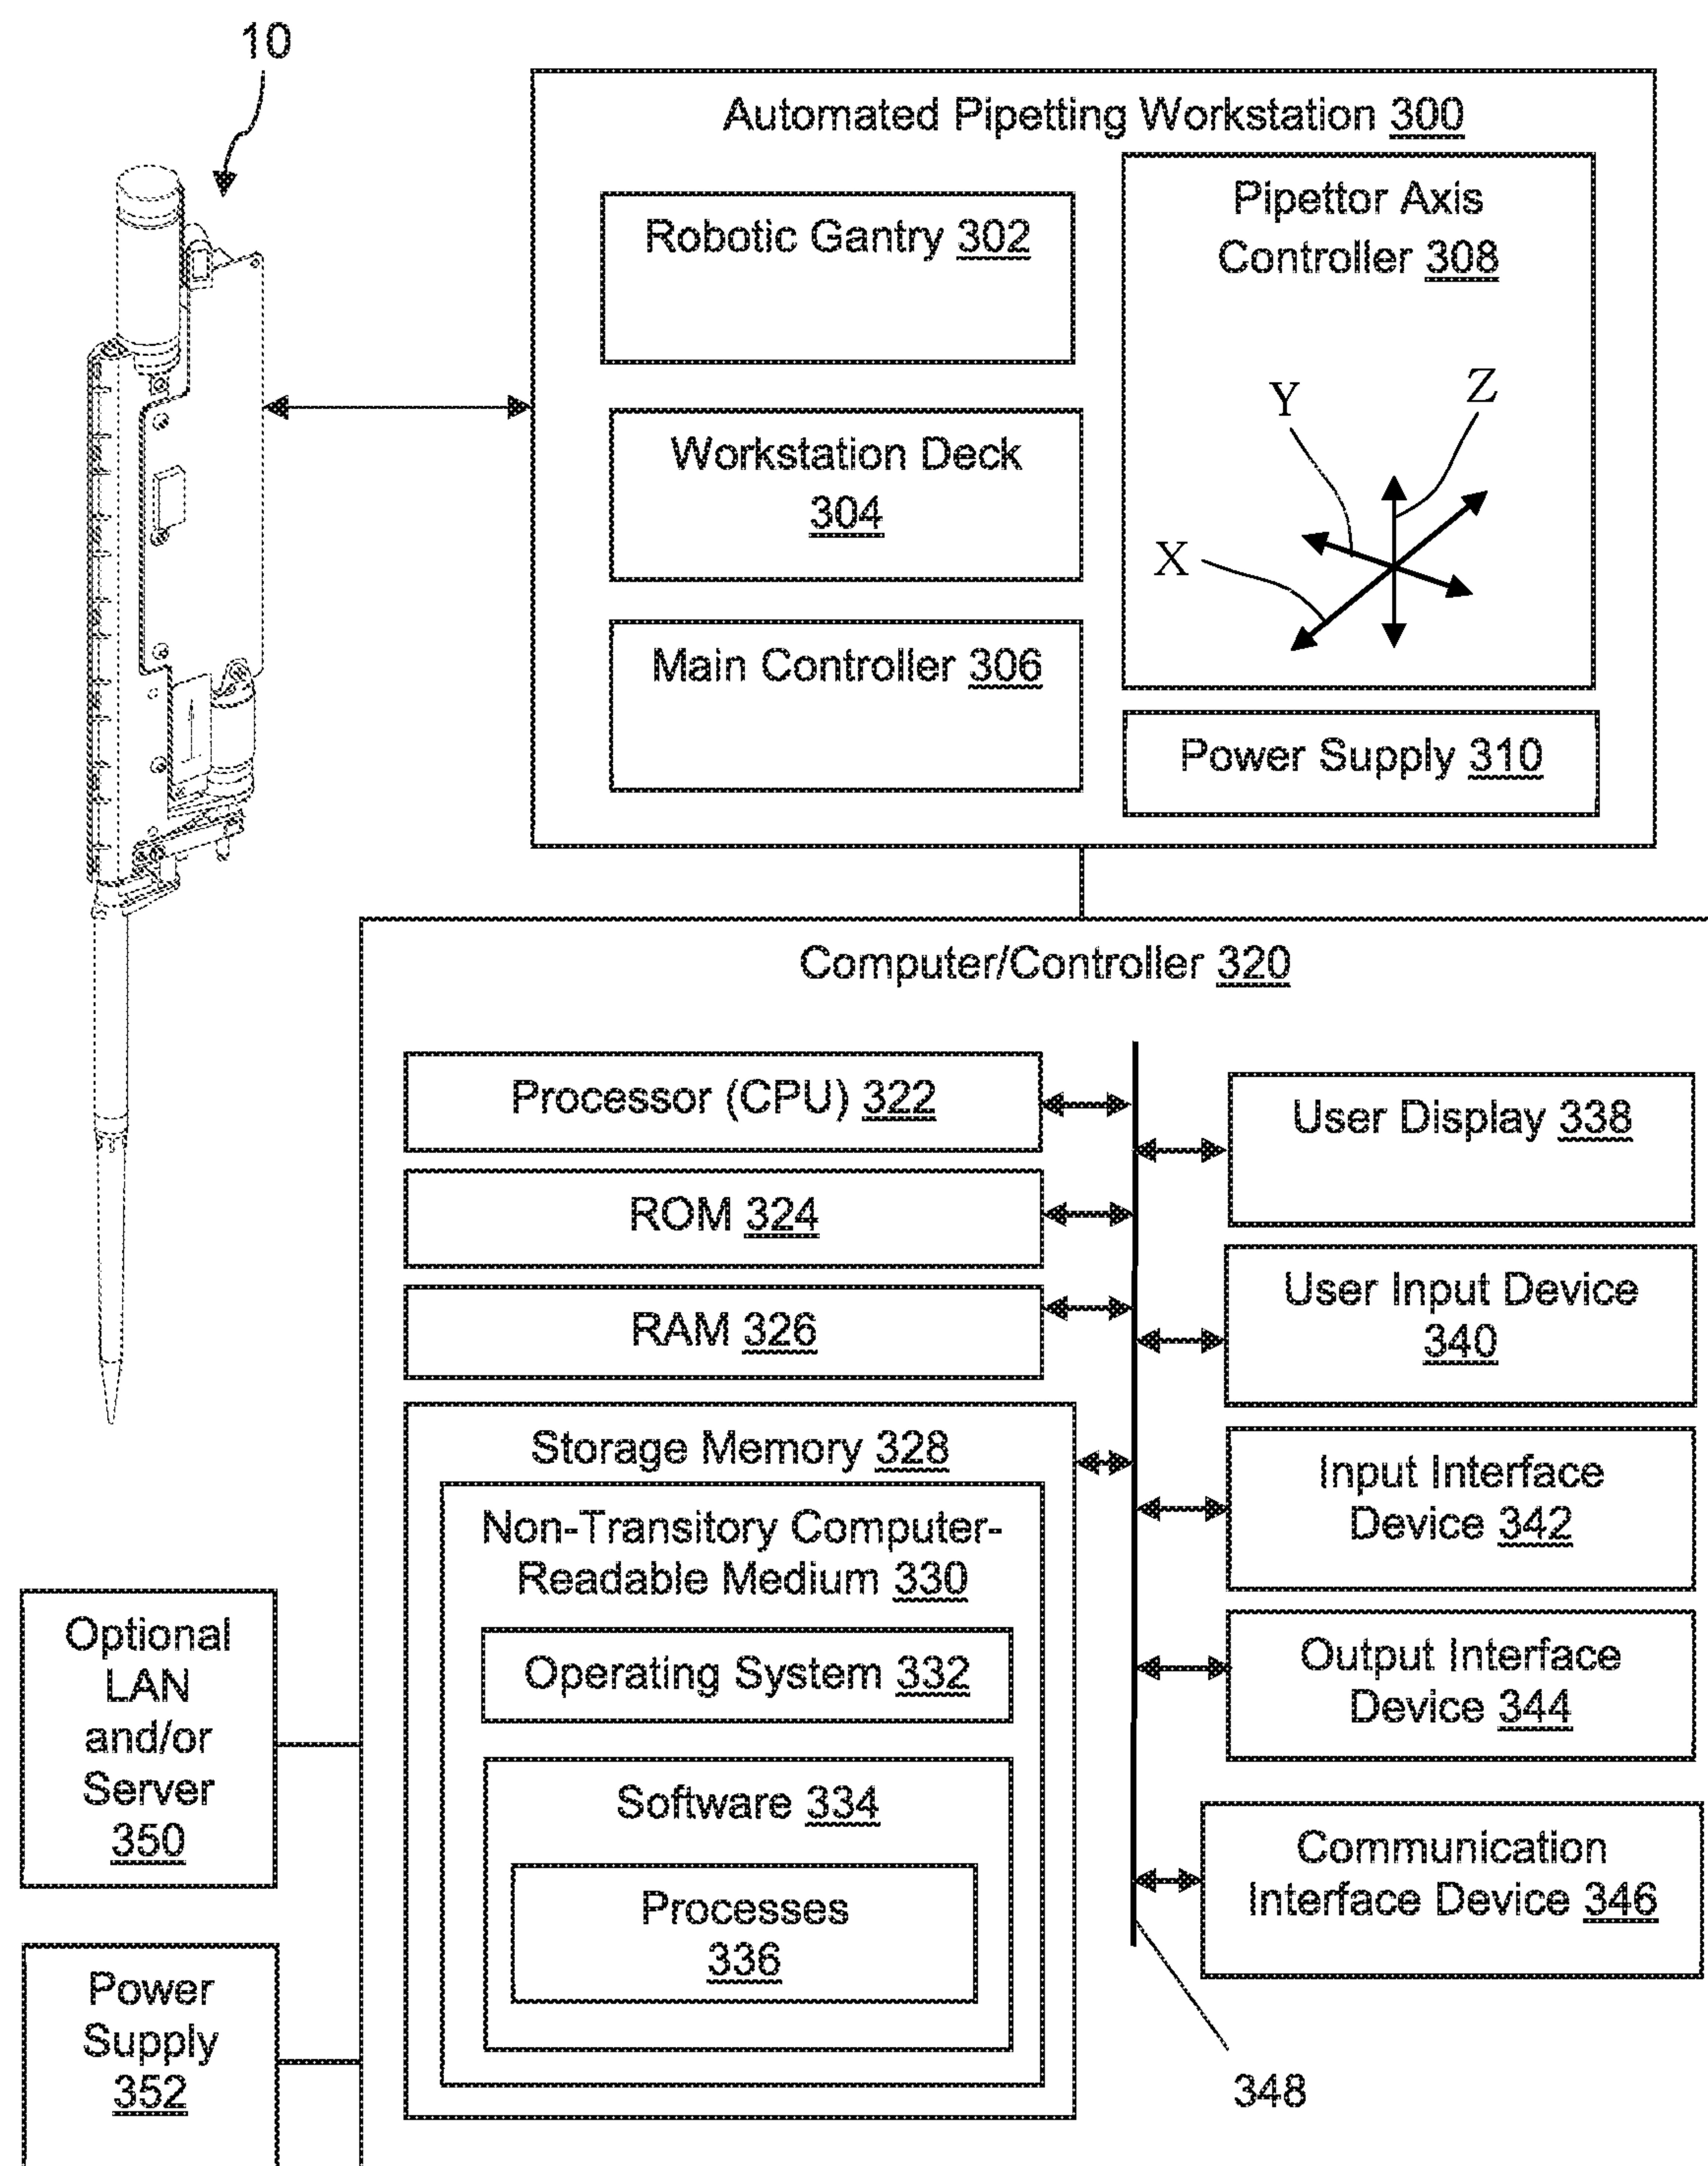 10
Automated Pipetting Workstation 300
Robotic Gantry 302
Pipettor Axis
Controller 308
Workstation Deck
304
Y
Z
X
Main Controller 306
Power Supply 310
Computer/Controller 320
Processor (CPU) 322
ROM 324
RAM 326
Storage Memory 328
Non-Transitory Computer-
Readable Medium 330
Operating System 332
Software 334
Processes
336
User Display 338
User Input Device
340
Input Interface
Device 342
Output Interface
Device 344
Communication
Interface Device 346
348
Optional
LAN
and/or
Server
350
Power
Supply
352